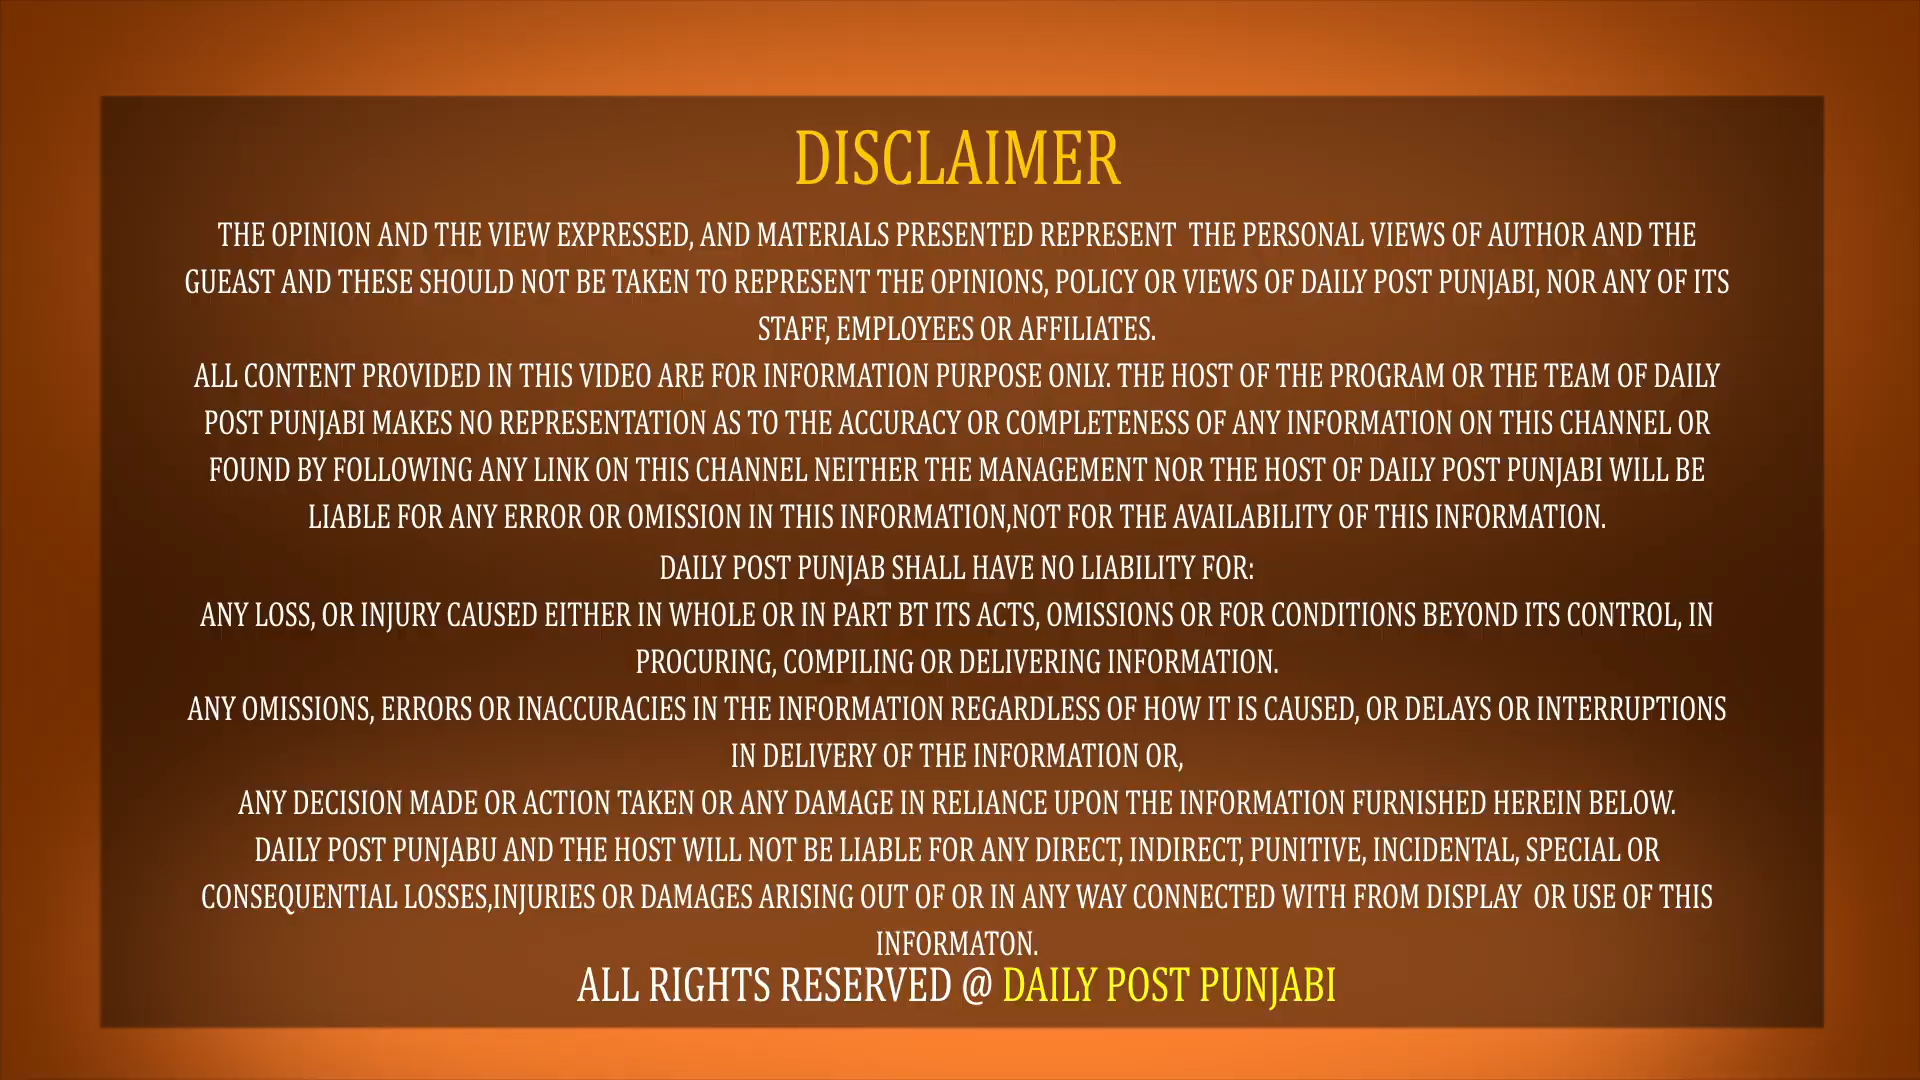 DISCLAIMER
THE OPINION AND THE VIEW EXPRESSED, AND MATERIALS PRESENTED REPRESENT THE PERSONAL VIEWS OF AUTHOR AND THE
GUEAST AND THESE SHOULD NOT BE TAKEN TO REPRESENT THE OPINIONS, POLICY OR VIEWS OF DAILY POST PUNJABI, NOR ANY OF ITS
STAFF, EMPLOYEES OR AFFILIATES.
ALL CONTENT PROVIDED IN THIS VIDEO ARE FOR INFORMATION PURPOSE ONLY. THE HOST OF THE PROGRAM OR THE TEAM OF DAILY
POST PUNJABI MAKES NO REPRESENTATION AS TO THE ACCURACY OR COMPLETENESS OF ANY INFORMATION ON THIS CHANNEL OR
FOUND BY FOLLOWING ANY LINK ON THIS CHANNEL NEITHER THE MANAGEMENT NOR THE HOST OF DAILY POST PUNJABI WILL BE
LIABLE FOR ANY ERROR OR OMISSION IN THIS INFORMATION,NOT FOR THE AVAILABILITY OF THIS INFORMATION.
DAILY POST PUNJAB SHALL HAVE NO LIABILITY FOR:
ANY LOSS, OR INJURY CAUSED EITHER IN WHOLE OR IN PART BT ITS ACTS, OMISSIONS OR FOR CONDITIONS BEYOND ITS CONTROL, IN
PROCURING, COMPILING OR DELIVERING INFORMATION.
ANY OMISSIONS, ERRORS OR INACCURACIES IN THE INFORMATION REGARDLESS OF HOW IT IS CAUSED, OR DELAYS OR INTERRUPTIONS
IN DELIVERY OF THE INFORMATION OR,
ANY DECISION MADE OR ACTION TAKEN OR ANY DAMAGE IN RELIANCE UPON THE INFORMATION FURNISHED HEREIN BELOW.
DAILY POST PUNJABU AND THE HOST WILL NOT BE LIABLE FOR ANY DIRECT, INDIRECT, PUNITIVE, INCIDENTAL, SPECIAL OR
CONSEQUENTIAL LOSSES,INJURIES OR DAMAGES ARISING OUT OF OR IN ANY WAY CONNECTED WITH FROM DISPLAY OR USE OF THIS
INFORMATON.
ALL RIGHTS RESERVED @ DAILY POST PUNJABI